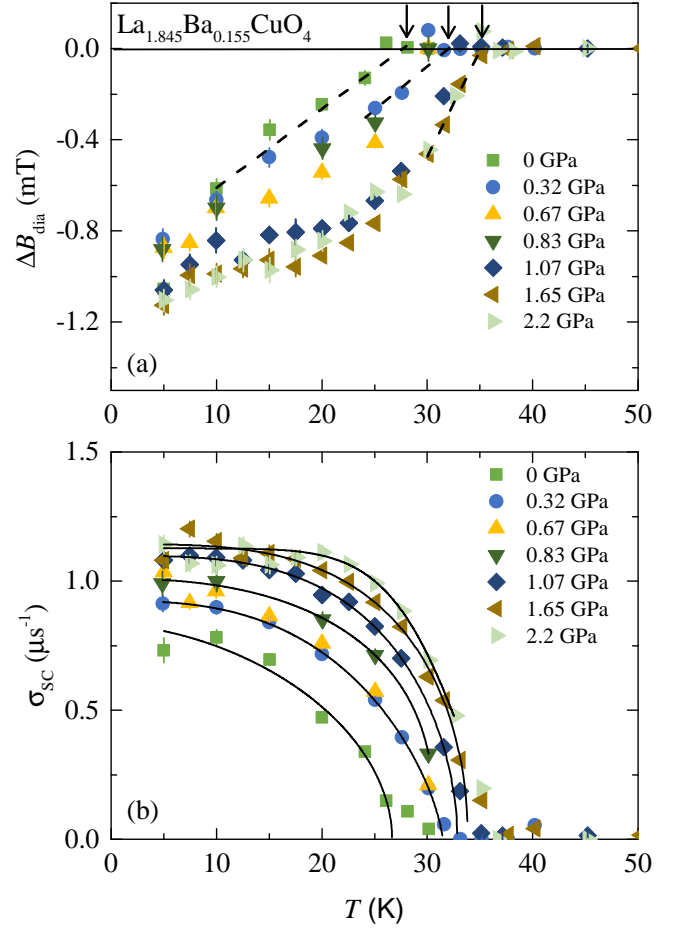 La1.845Ba0.155CuO4
0.0
-0.4
-0.8
-1.2
ΔBdia (mT)
0 GPa
0.32 GPa
0.67 GPa
0.83 GPa
1.07 GPa
1.65 GPa
2.2 GPa
(a)
0 10 20 30 40 50
1.5
1.0
0.5
0.0
σSC (μs-1)
0 GPa
0.32 GPa
0.67 GPa
0.83 GPa
1.07 GPa
1.65 GPa
2.2 GPa
(b)
0 10 20 30 40 50
T (K)